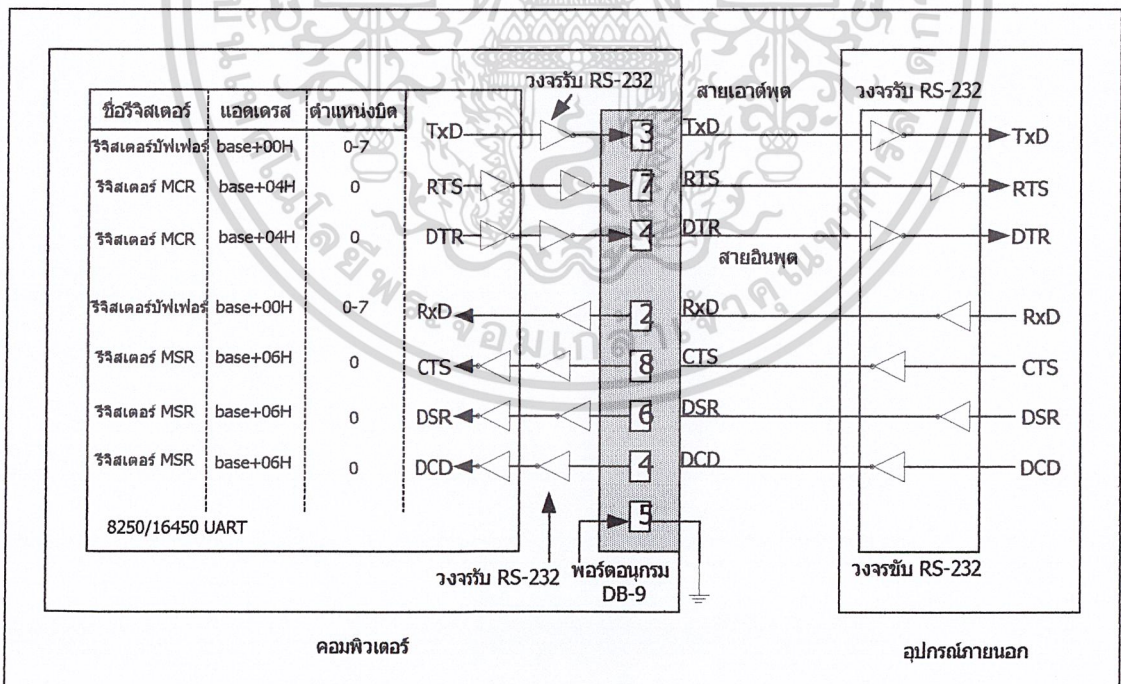 วงจรรับ RS-232
สายเอาต์พุต
วงจรรับ RS-232
ชื่อรีจิสเตอร์ แอดเดรส ตำแหน่งบิต
รีจิสเตอร์บัฟเฟอร์ base+00H 0-7
TxD 3 TxD TxD
รีจิสเตอร์ MCR base+04H 0
RTS 7 RTS RTS
รีจิสเตอร์ MCR base+04H 0
DTR 4 DTR DTR
สายอินพุต
รีจิสเตอร์บัฟเฟอร์ base+00H 0-7
RxD 2 RxD RxD
รีจิสเตอร์ MSR base+06H 0
CTS 8 CTS CTS
รีจิสเตอร์ MSR base+06H 0
DSR 6 DSR DSR
รีจิสเตอร์ MSR base+06H 0
DCD 4 DCD DCD
5
8250/16450 UART
วงจรรับ RS-232
พอร์ตอนุกรม
DB-9
วงจรขับ RS-232
คอมพิวเตอร์
อุปกรณ์ภายนอก